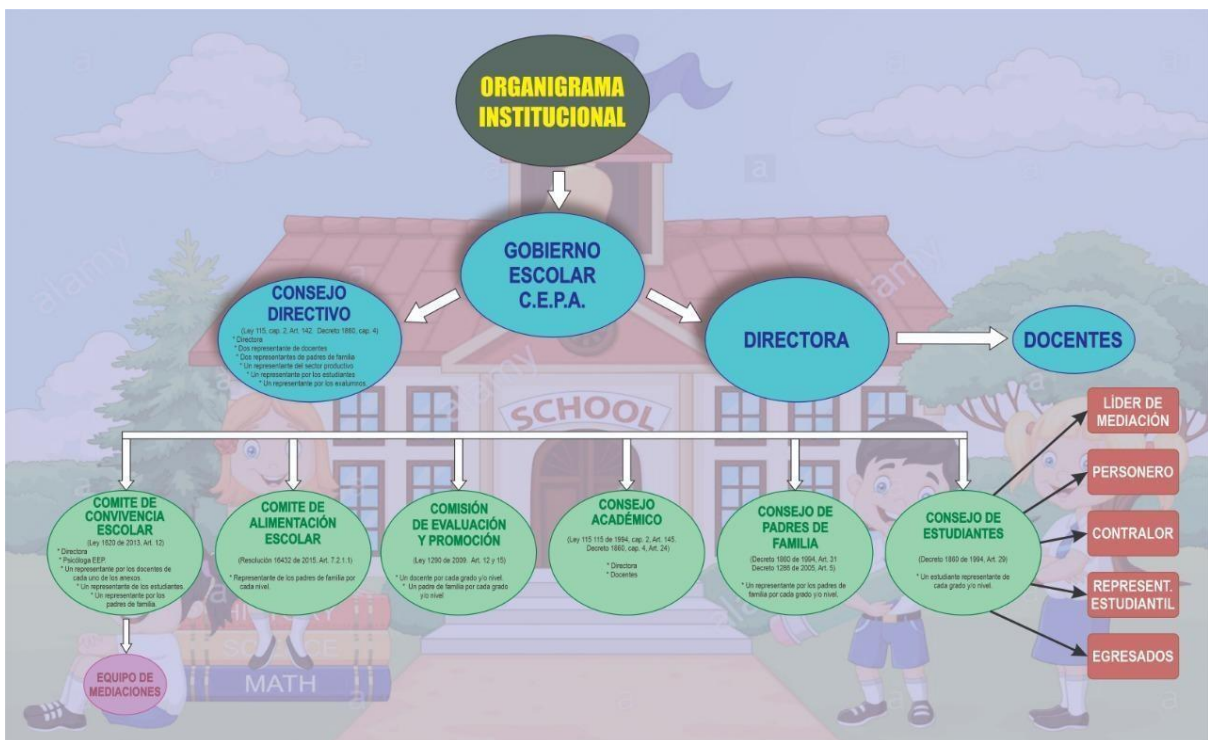 ORGANIGRAMA
INSTITUCIONAL
GOBIERNO
ESCOLAR
C.E.P.A.
CONSEJO
DIRECTIVO
(Ley 115, cap. 2, Art. 142. Decreto 1860, cap. 4)
* Directora
* Dos representante de docentes
* Dos representantes de padres de familia
* Un representante del sector productivo
* Un representante por los estudiantes
* Un representante por los exalumnos.
DIRECTORA
DOCENTES
SCHOOL
LÍDER DE
MEDIACIÓN
PERSONERO
CONTRALOR
REPRESENT.
ESTUDIANTIL
EGRESADOS
COMITE DE
CONVIVENCIA
ESCOLAR
(Ley 1620 de 2013, Art. 12)
* Directora
* Psicóloga EEP.
* Un representante por los docentes de
cada uno de los anexos.
* Un representante de los estudiantes
* Un representante por los
padres de familia.
COMITE DE
ALIMENTACIÓN
ESCOLAR
(Resolución 16432 de 2015, Art. 7.2.1.1)
* Representante de los padres de familia por
cada nivel.
COMISIÓN
DE EVALUACIÓN
Y PROMOCIÓN
(Ley 1290 de 2009. Art. 12 y 15)
* Un docente por cada grado y/o nivel.
* Un padre de familia por cada grado
y/o nivel
CONSEJO
ACADÉMICO
(Ley 115 115 de 1994, cap. 2, Art. 145.
Decreto 1860, cap. 4, Art. 24)
* Directora
* Docentes
CONSEJO DE
PADRES DE
FAMILIA
(Decreto 1860 de 1994, Art. 31
Decreto 1286 de 2005, Art. 5)
* Un representante por los padres de
familia por cada grado y/o nivel.
CONSEJO DE
ESTUDIANTES
(Decreto 1860 de 1994, Art. 29)
* Un estudiante representante de
cada grado y/o nivel.
EQUIPO DE
MEDIACIONES
SCIENCE
MATH
alamy
alamy
alamy